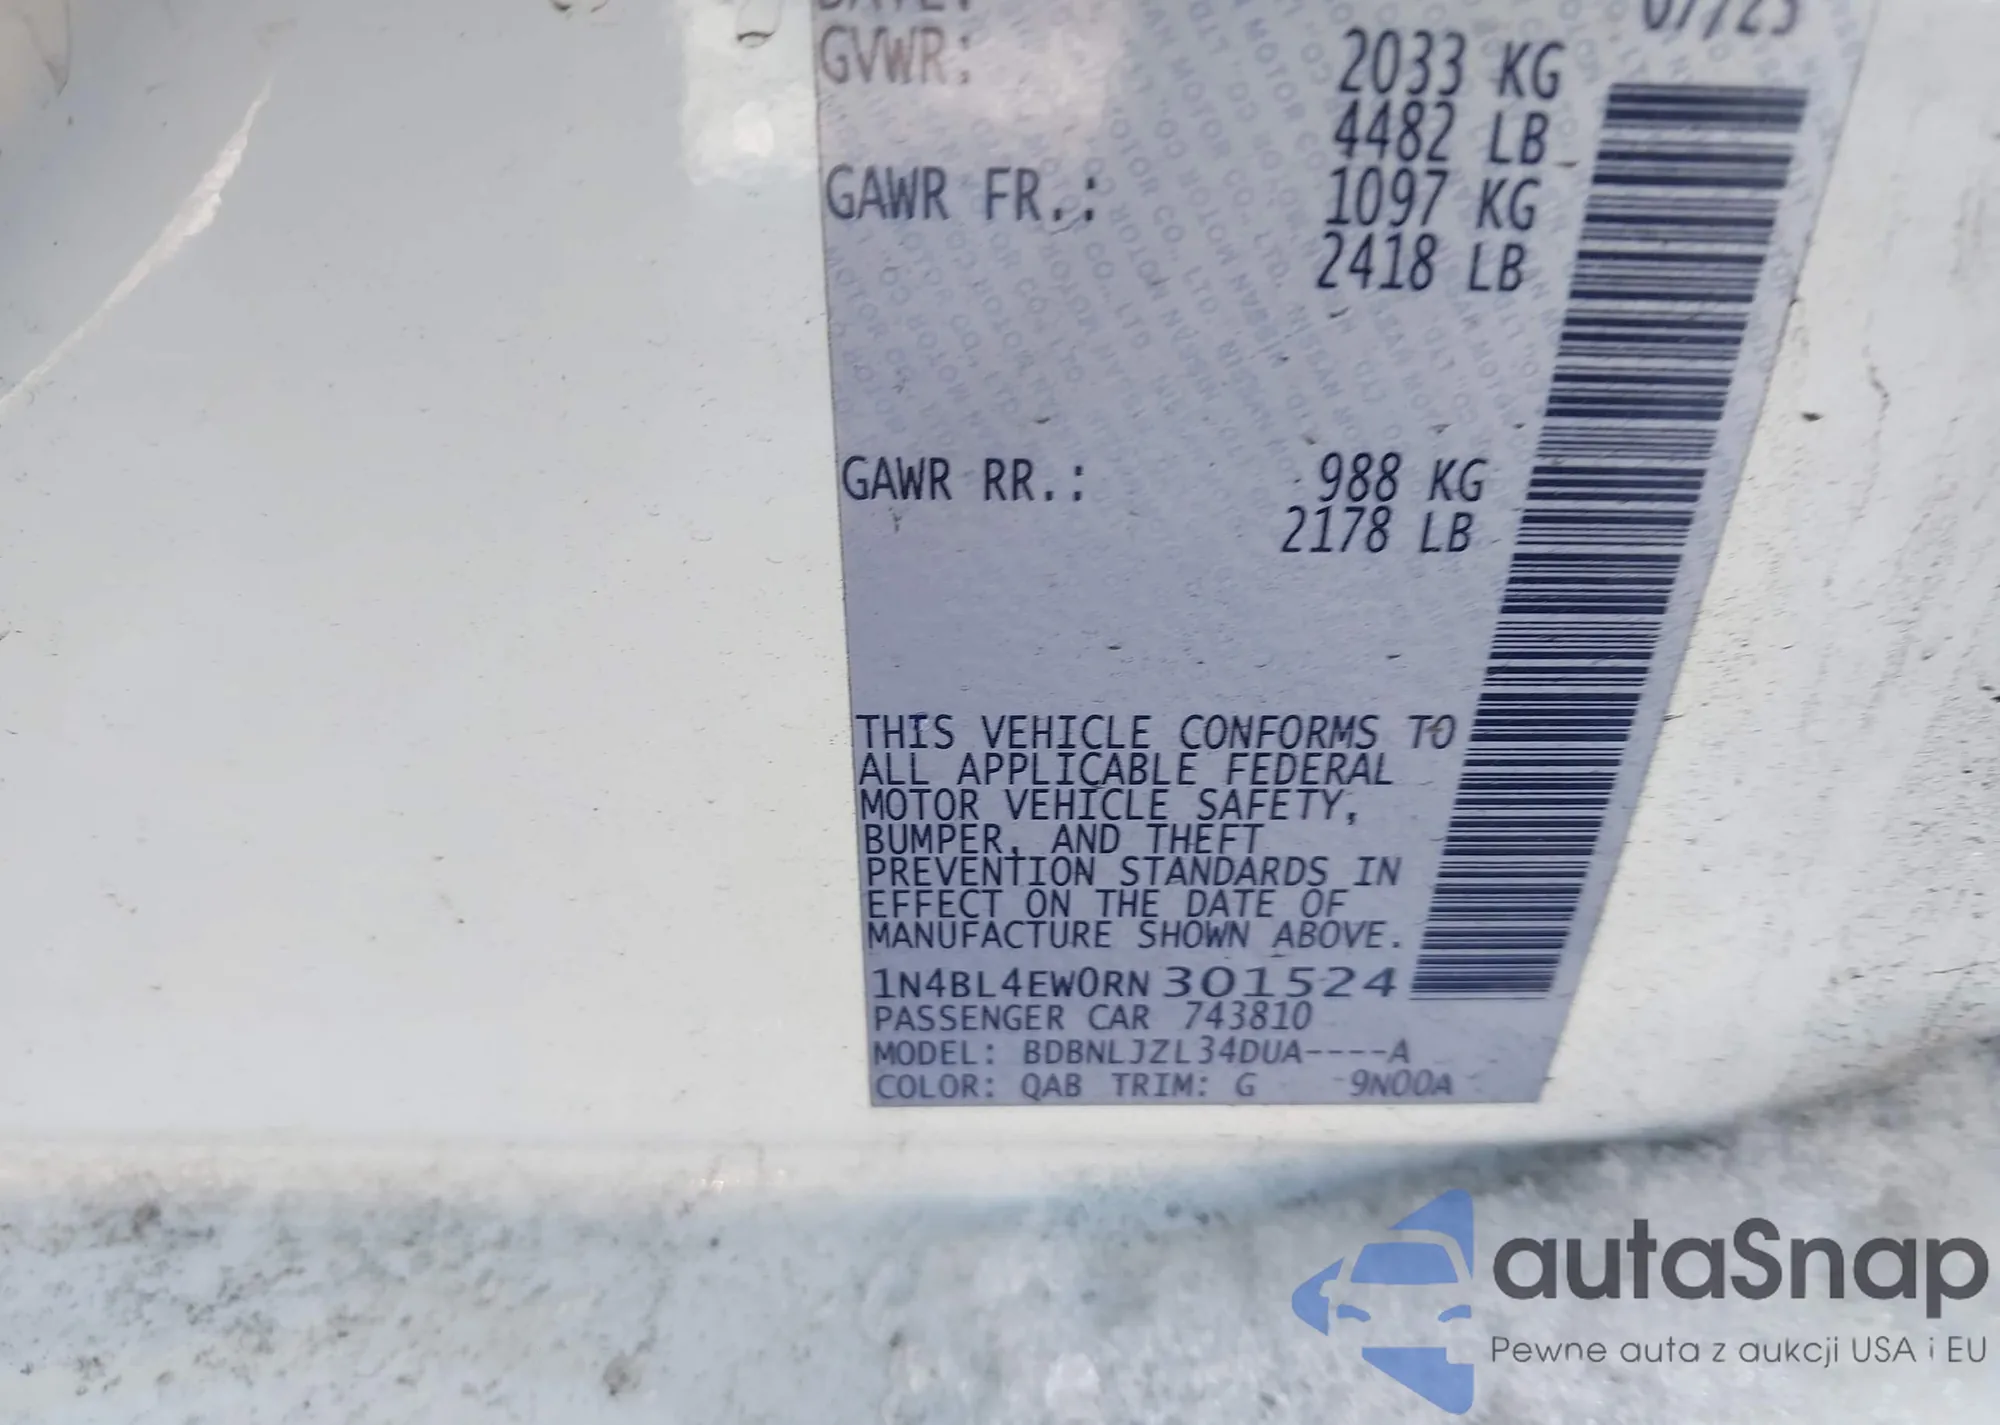 DATE: 07/23
GVWR: 2033 KG
4482 LB
GAWR FR.: 1097 KG
2418 LB
GAWR RR.: 988 KG
2178 LB
THIS VEHICLE CONFORMS TO
ALL APPLICABLE FEDERAL
MOTOR VEHICLE SAFETY,
BUMPER, AND THEFT
PREVENTION STANDARDS IN
EFFECT ON THE DATE OF
MANUFACTURE SHOWN ABOVE.
1N4BL4EW0RN301524
PASSENGER CAR 743810
MODEL: BDBNLJZL34DUA----A
COLOR: QAB TRIM: G -9N00A
autaSnap
Pewne auta z aukcji USA i EU